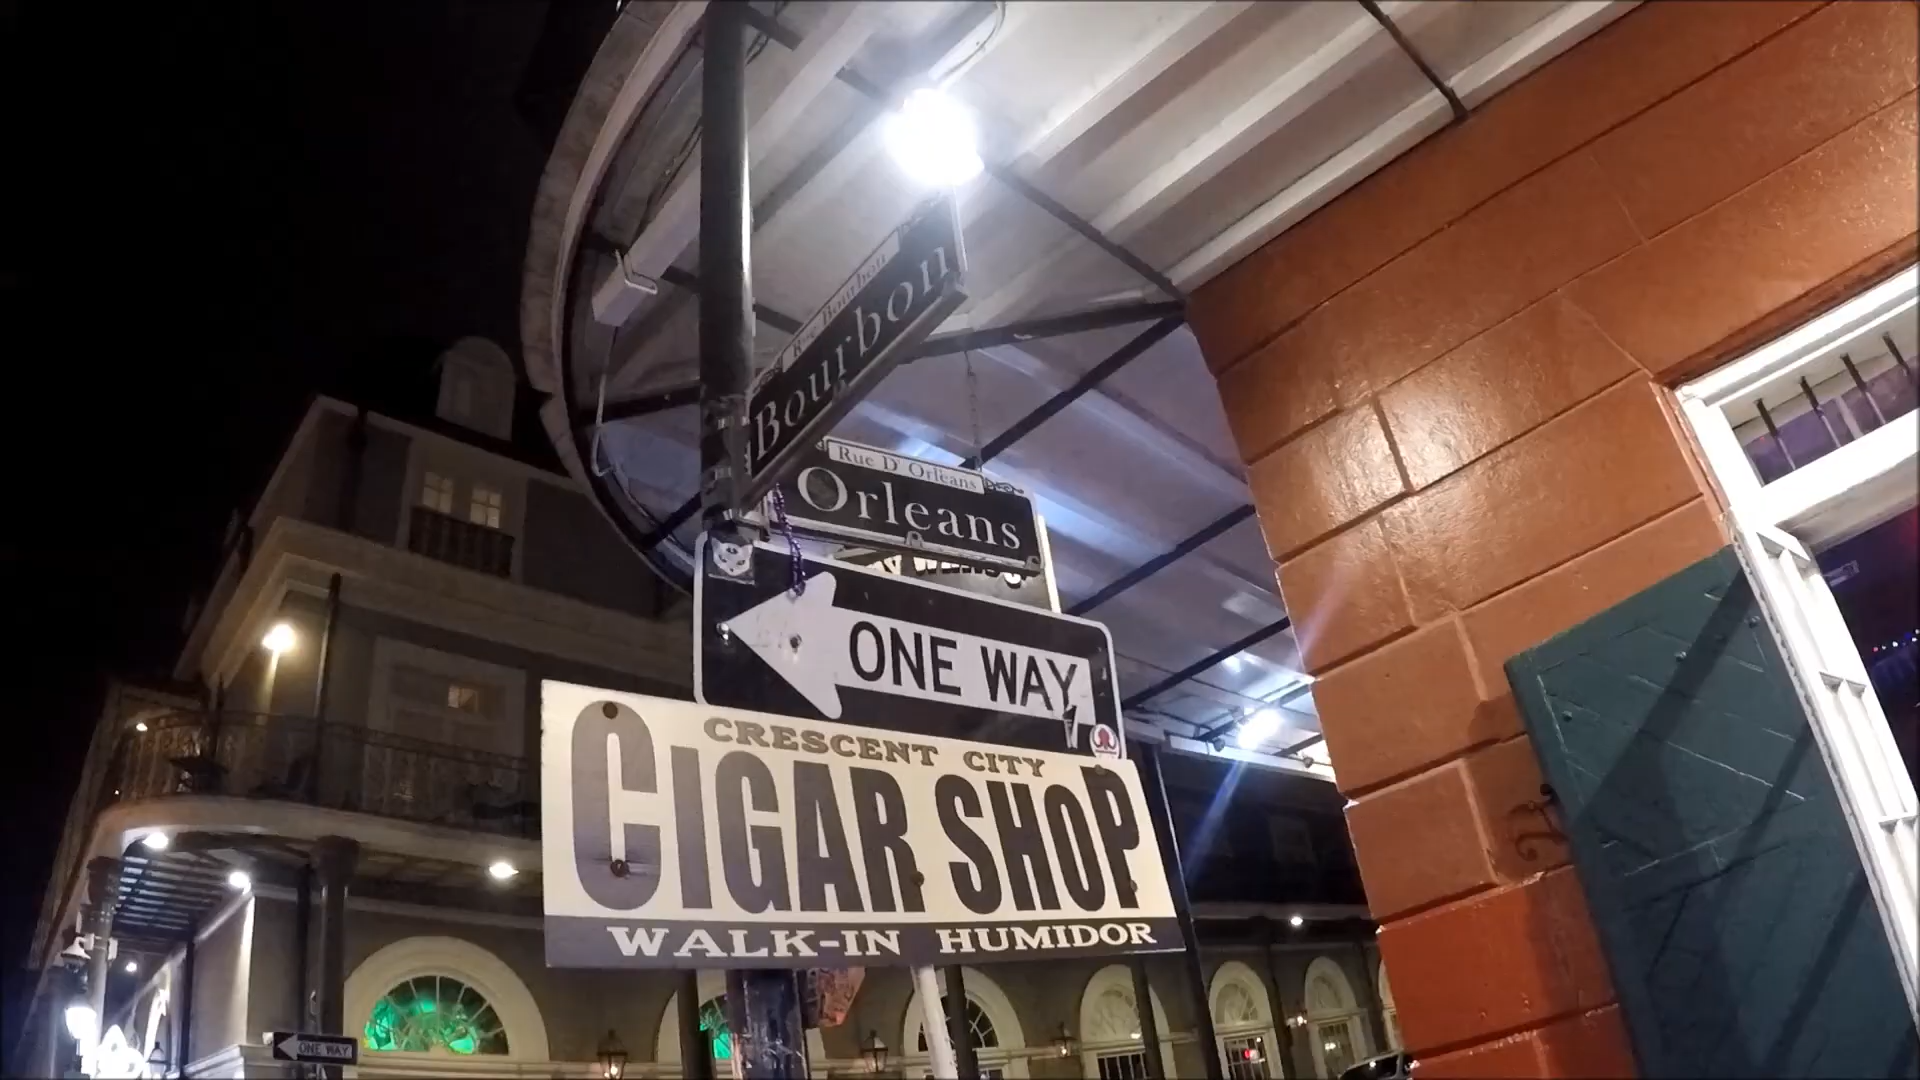 Rue Bourbon
Bourbon
Rue D' Orleans
Orleans
ONE WAY
CRESCENT CITY
CIGAR SHOP
WALK-IN HUMIDOR
ONE WAY